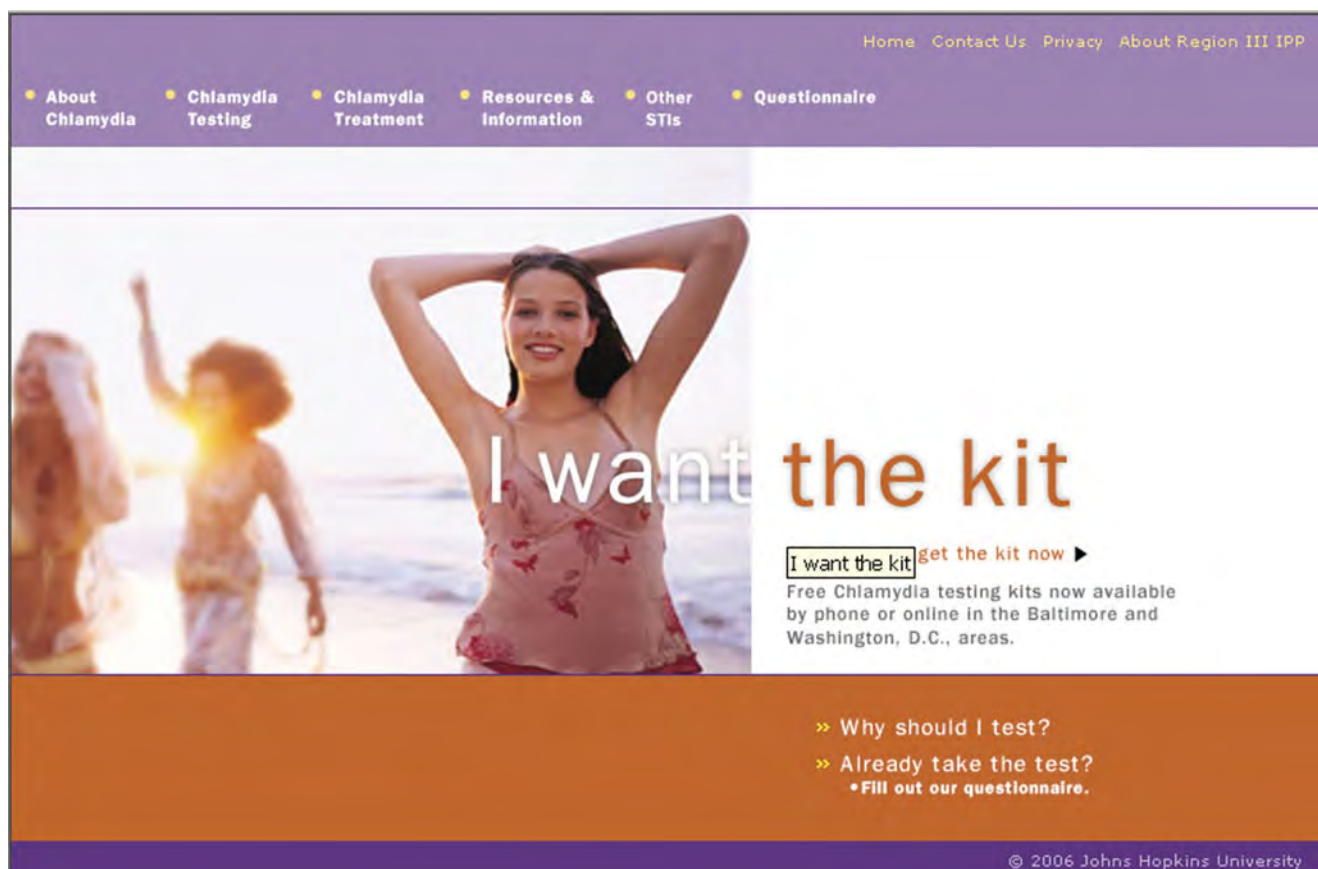 Home Contact Us Privacy About Region III IPP
About Chlamydia
Chlamydia Testing
Chlamydia Treatment
Resources & Information
Other STIs
Questionnaire
I want the kit
I want the kit get the kit now ▶
Free Chlamydia testing kits now available
by phone or online in the Baltimore and
Washington, D.C., areas.
» Why should I test?
» Already take the test?
• Fill out our questionnaire.
© 2006 Johns Hopkins University